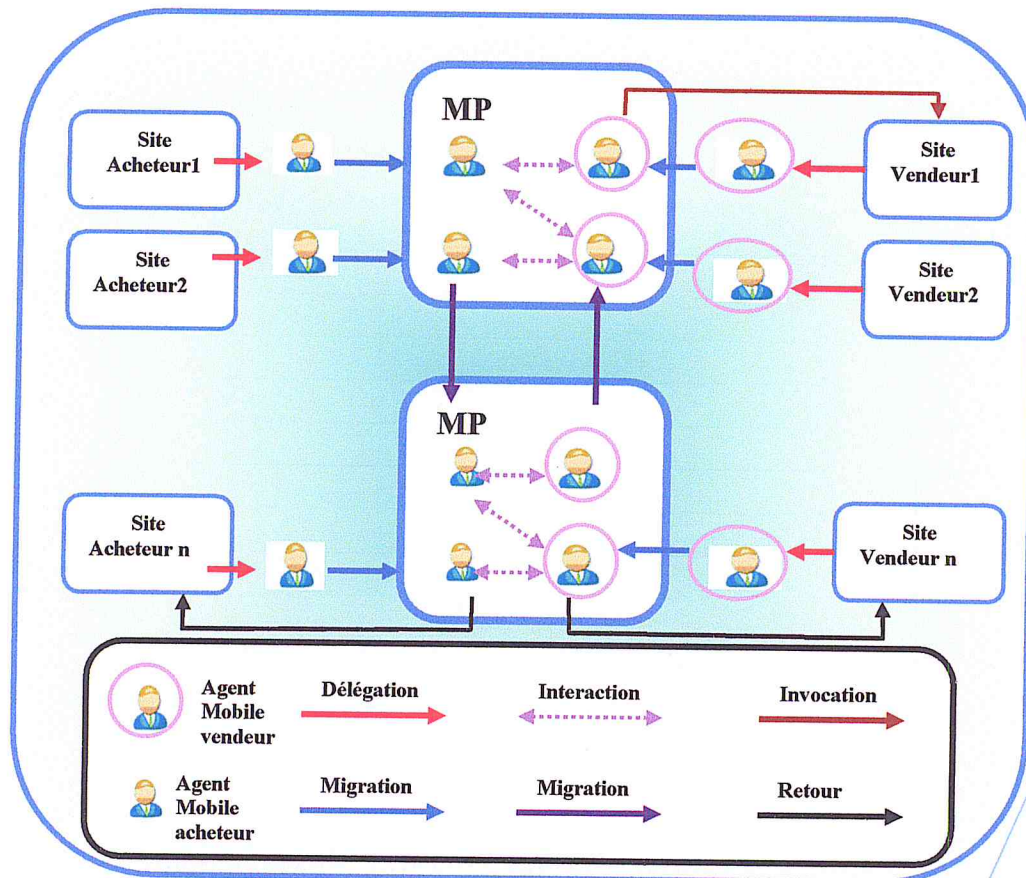 MP
Site
Acheteur1
Site
Vendeur1
Site
Acheteur2
Site
Vendeur2
MP
Site
Acheteur n
Site
Vendeur n
Agent
Mobile
vendeur
Délégation
Interaction
Invocation
Agent
Mobile
acheteur
Migration
Migration
Retour